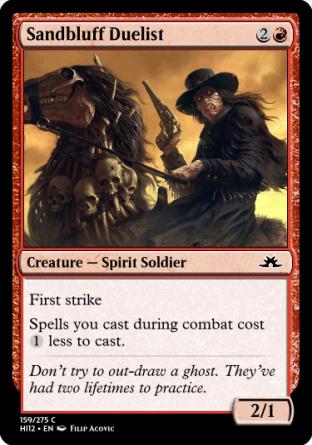 Sandbluff Duelist 2
Creature — Spirit Soldier
First strike
Spells you cast during combat cost
1 less to cast.
Don't try to out-draw a ghost. They've
had two lifetimes to practice.
159/275 C
HI12 • EN Filip Acovic
2/1